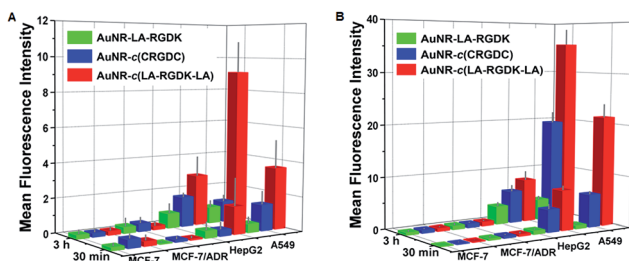 A
Mean Fluorescence Intensity
12
10
8
6
4
2
0
AuNR-LA-RGDK
AuNR-c(CRGDC)
AuNR-c(LA-RGDK-LA)
3 h
30 min
MCF-7
MCF-7/ADR
HepG2
A549
B
Mean Fluorescence Intensity
40
30
20
10
0
AuNR-LA-RGDK
AuNR-c(CRGDC)
AuNR-c(LA-RGDK-LA)
3 h
30 min
MCF-7
MCF-7/ADR
HepG2
A549